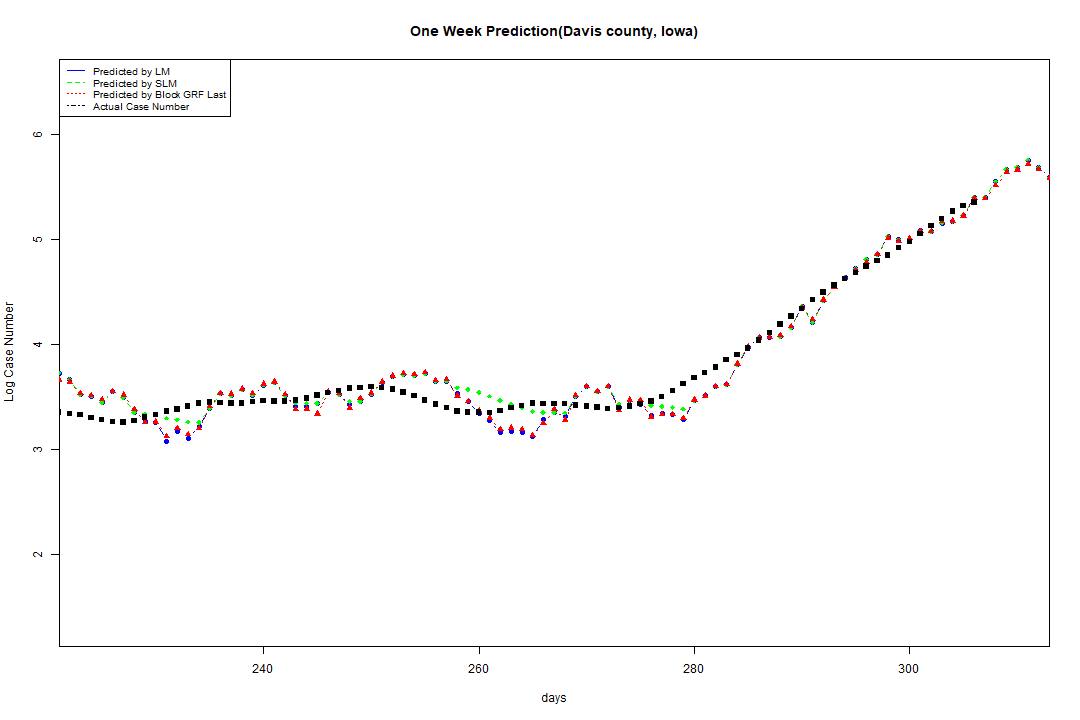 One Week Prediction(Davis county, Iowa)
Predicted by LM
Predicted by SLM
Predicted by Block GRF Last
Actual Case Number
6
5
4
3
2
Log Case Number
240 260 280 300
days